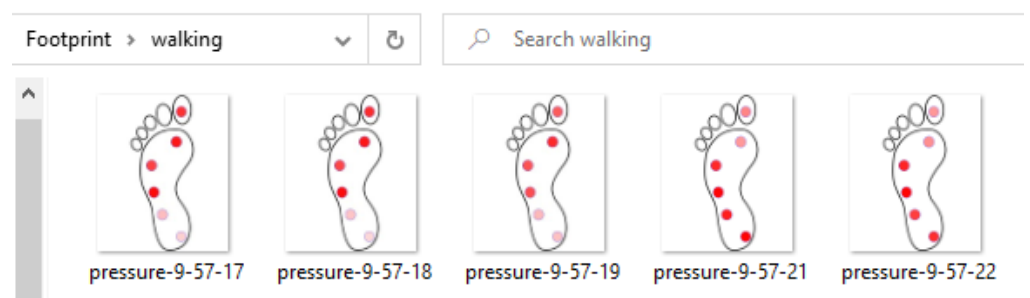 Footprint > walking
Search walking
pressure-9-57-17
pressure-9-57-18
pressure-9-57-19
pressure-9-57-21
pressure-9-57-22